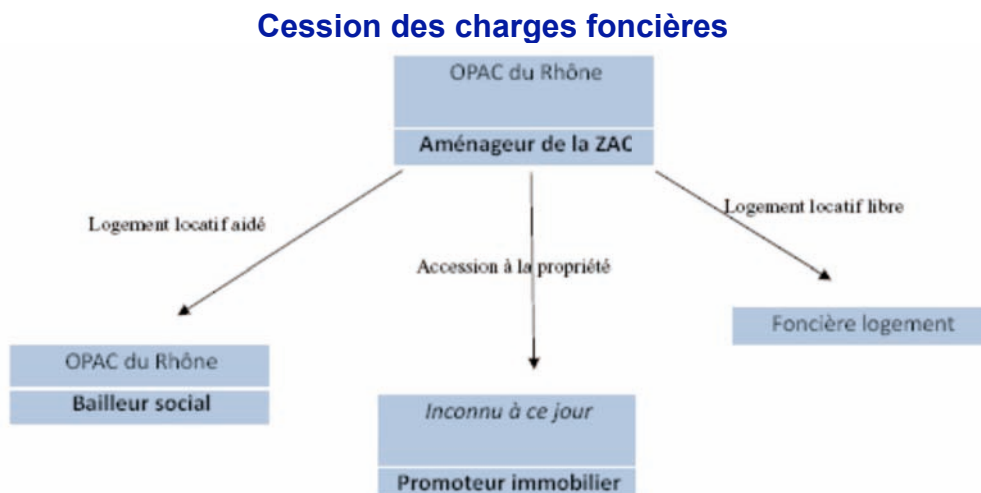 Cession des charges foncières
OPAC du Rhône
Aménageur de la ZAC
Logement locatif aidé
Accession à la propriété
Logement locatif libre
OPAC du Rhône
Bailleur social
Inconnu à ce jour
Promoteur immobilier
Foncière logement